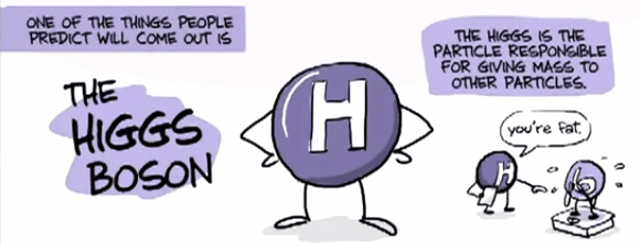 ONE OF THE THINGS PEOPLE
PREDICT WILL COME OUT IS
THE
HIGGS
BOSON
H
THE HIGGS IS THE
PARTICLE RESPONSIBLE
FOR GIVING MASS TO
OTHER PARTICLES.
you're fat.
H